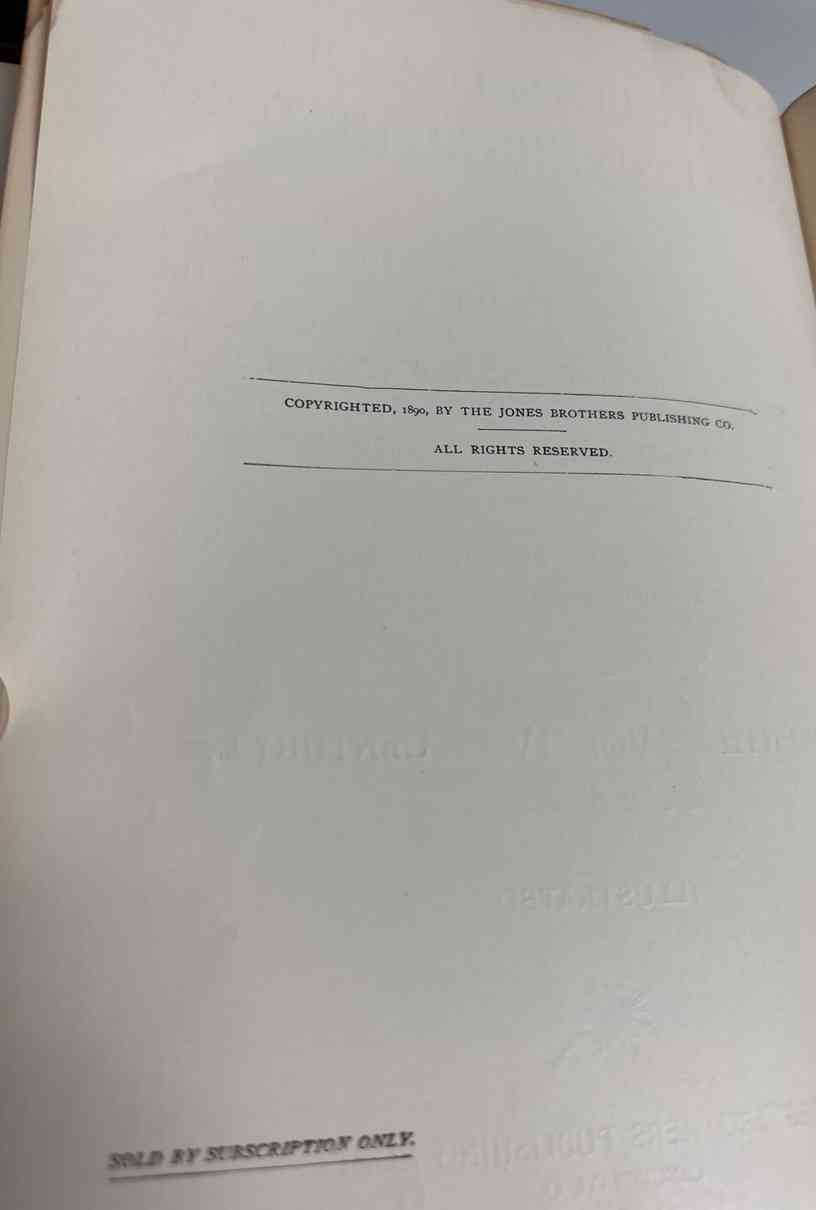 COPYRIGHTED, 1890, BY THE JONES BROTHERS PUBLISHING CO.
ALL RIGHTS RESERVED.
SOLD BY SUBSCRIPTION ONLY.